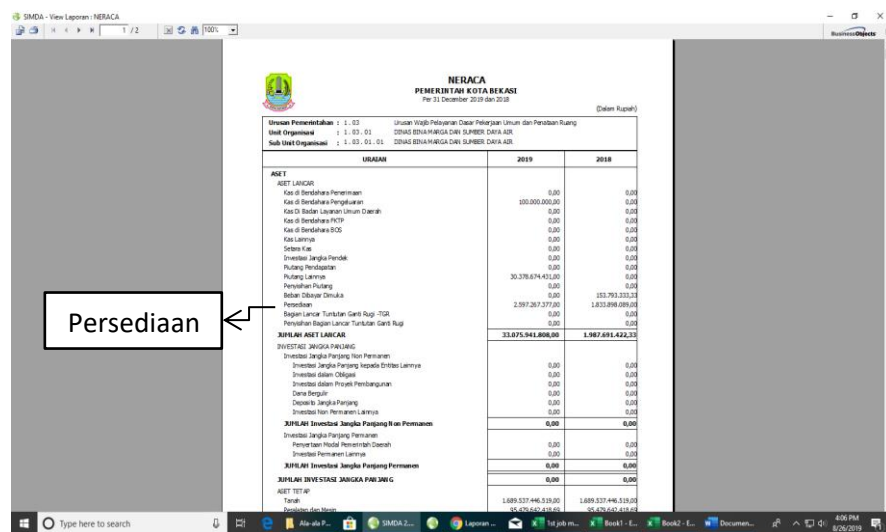 SIMDA - View Laporan : NERACA
1 /2
100%
BusinessObjects
NERACA
PEMERINTAH KOTA BEKASI
Per 31 December 2019 dan 2018
(Dalam Rupiah)
Urusan Pemerintahan : 1 . 03 Urusan Wajib Pelayanan Dasar Pekerjaan Umum dan Penataan Ruang
Unit Organisasi : 1 . 03 . 01 DINAS BINA MARGA DAN SUMBER DAYA AIR
Sub Unit Organisasi : 1 . 03 . 01 . 01 DINAS BINA MARGA DAN SUMBER DAYA AIR
URAIAN 2019 2018
ASET
ASET LANCAR
Kas di Bendahara Penerimaan 0,00 0,00
Kas di Bendahara Pengeluaran 100.000.000,00 0,00
Kas Di Badan Layanan Umum Daerah 0,00 0,00
Kas di Bendahara FKTP 0,00 0,00
Kas di Bendahara BOS 0,00 0,00
Kas Lainnya 0,00 0,00
Setara Kas 0,00 0,00
Investasi Jangka Pendek 0,00 0,00
Piutang Pendapatan 0,00 0,00
Piutang Lainnya 30.378.674.431,00 0,00
Penyisihan Piutang 0,00 0,00
Beban Dibayar Dimuka 0,00 153.793.333,33
Persediaan 2.597.267.377,00 1.833.898.089,00
Bagian Lancar Tuntutan Ganti Rugi -TGR 0,00 0,00
Penyisihan Bagian Lancar Tuntutan Ganti Rugi 0,00 0,00
JUMLAH ASET LANCAR 33.075.941.808,00 1.987.691.422,33
INVESTASI JANGKA PANJANG
Investasi Jangka Panjang Non Permanen
Investasi Jangka Panjang kepada Entitas Lainnya 0,00 0,00
Investasi dalam Obligasi 0,00 0,00
Investasi dalam Proyek Pembangunan 0,00 0,00
Dana Bergulir 0,00 0,00
Deposito Jangka Panjang 0,00 0,00
Investasi Non Permanen Lainnya 0,00 0,00
JUMLAH Investasi Jangka Panjang Non Permanen 0,00 0,00
Investasi Jangka Panjang Permanen
Penyertaan Modal Pemerintah Daerah 0,00 0,00
Investasi Permanen Lainnya 0,00 0,00
JUMLAH Investasi Jangka Panjang Permanen 0,00 0,00
JUMLAH INVESTASI JANGKA PANJANG 0,00 0,00
ASET TETAP
Tanah 1.689.537.446.519,00 1.689.537.446.519,00
Peralatan dan Mesin 95.479.642.418,69 95.479.642.418,69
Persediaan
Type here to search
Ala-ala P...
SIMDA 2....
Laporan ...
1st job m...
Book1 - E...
Book2 - E...
Documen...
4:06 PM
8/26/2019